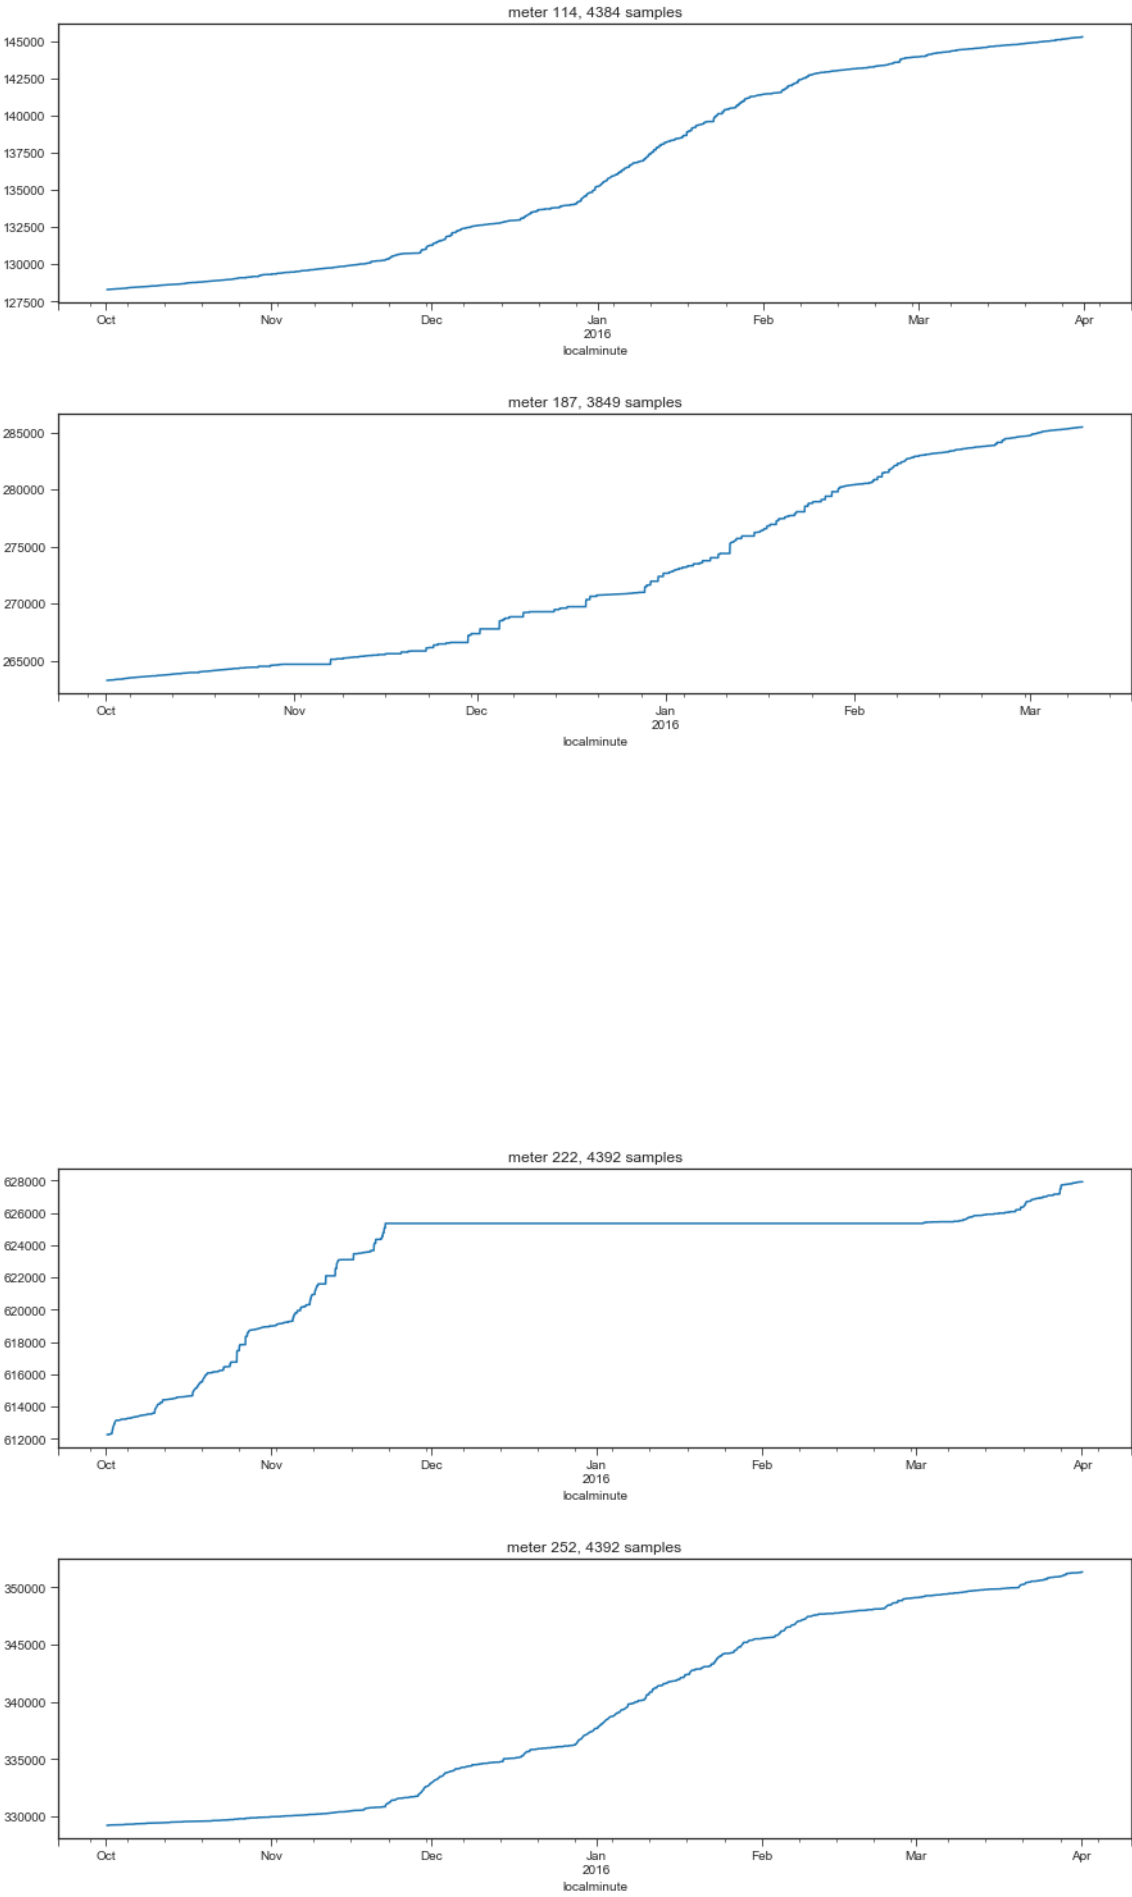 meter 114, 4384 samples
145000
142500
140000
137500
135000
132500
130000
127500
Oct Nov Dec Jan Feb Mar Apr
2016
localminute
meter 187, 3849 samples
285000
280000
275000
270000
265000
Oct Nov Dec Jan Feb Mar
2016
localminute
meter 222, 4392 samples
628000
626000
624000
622000
620000
618000
616000
614000
612000
Oct Nov Dec Jan Feb Mar Apr
2016
localminute
meter 252, 4392 samples
350000
345000
340000
335000
330000
Oct Nov Dec Jan Feb Mar Apr
2016
localminute